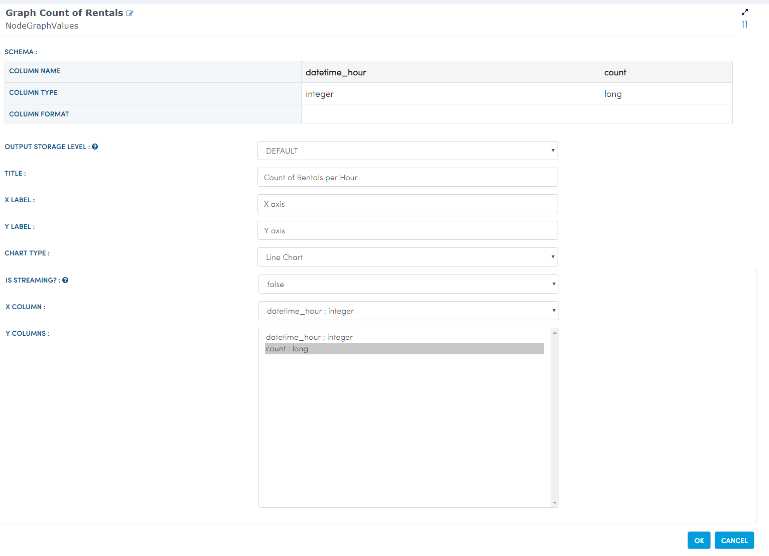 Graph Count of Rentals
NodeGraphValues
11
SCHEMA :
COLUMN NAME datetime_hour count
COLUMN TYPE integer long
COLUMN FORMAT
OUTPUT STORAGE LEVEL : DEFAULT
TITLE : Count of Rentals per Hour
X LABEL : X axis
Y LABEL : Y axis
CHART TYPE : Line Chart
IS STREAMING? : false
X COLUMN : datetime_hour : integer
Y COLUMNS : datetime_hour : integer
count : long
OK CANCEL